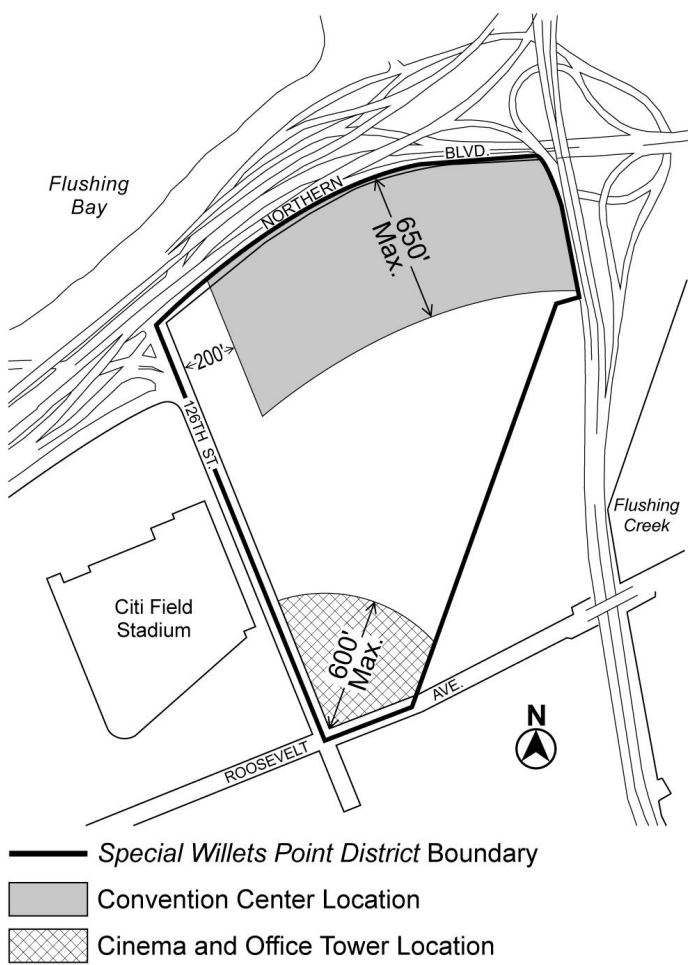 BLVD.
NORTHERN
Flushing
Bay
650'
Max.
200'
126TH ST.
Flushing
Creek
Citi Field
Stadium
600'
Max.
AVE.
ROOSEVELT
N
Special Willets Point District Boundary
Convention Center Location
Cinema and Office Tower Location